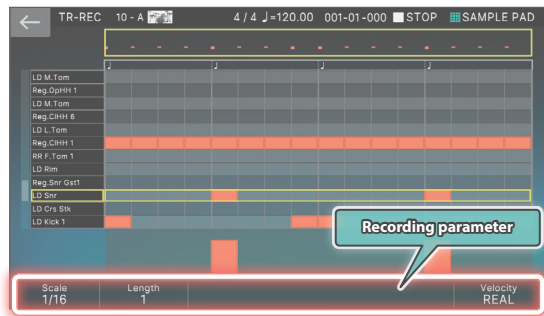 TR-REC 10 - A 4 / 4 ♩=120.00 001-01-000 STOP SAMPLE PAD
LD M.Tom
Reg.OpHH 1
LD M.Tom
Reg.ClHH 6
LD L.Tom
Reg.ClHH 1
RR F.Tom 1
LD Rim
Reg.Snr Gst1
LD Snr
LD Crs Stk
LD Kick 1
Recording parameter
Scale Length Velocity
1/16 1 REAL